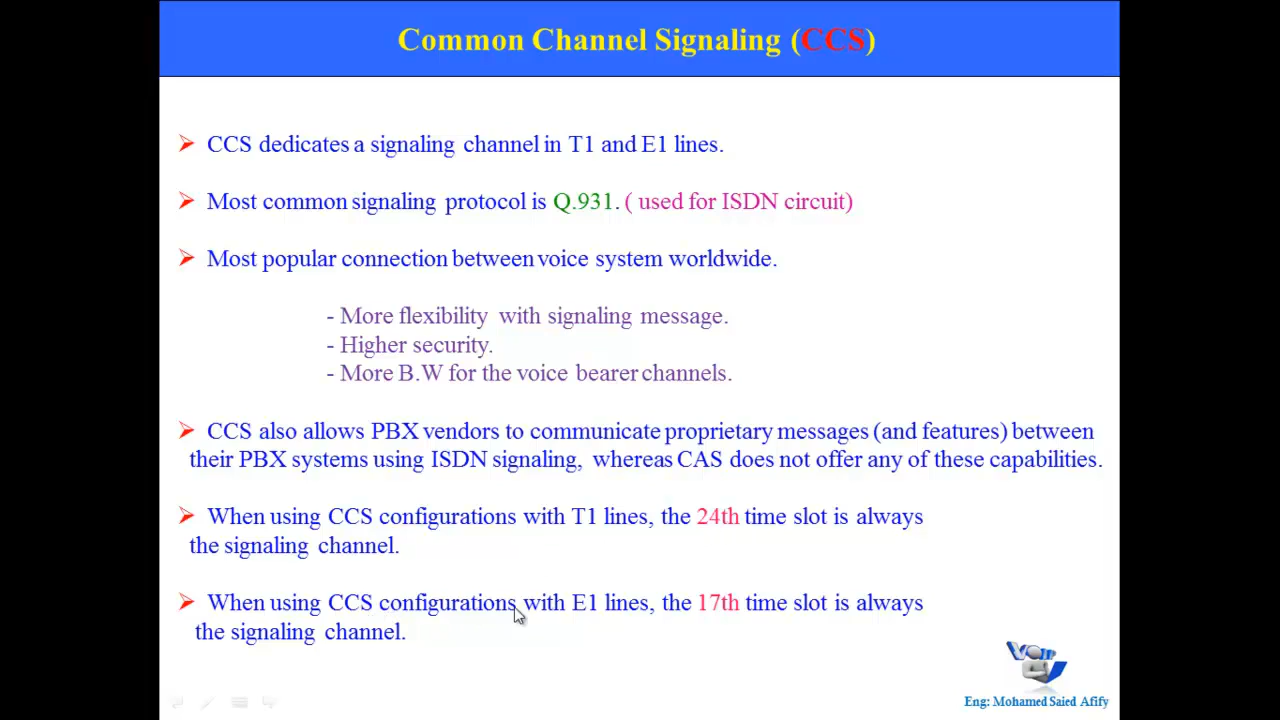 Common Channel Signaling (CCS)
CCS dedicates a signaling channel in T1 and E1 lines.
Most common signaling protocol is Q.931. ( used for ISDN circuit)
Most popular connection between voice system worldwide.
- More flexibility with signaling message.
- Higher security.
- More B.W for the voice bearer channels.
CCS also allows PBX vendors to communicate proprietary messages (and features) between
their PBX systems using ISDN signaling, whereas CAS does not offer any of these capabilities.
When using CCS configurations with T1 lines, the 24th time slot is always
the signaling channel.
When using CCS configurations with E1 lines, the 17th time slot is always
the signaling channel.
Eng: Mohamed Saied Afify